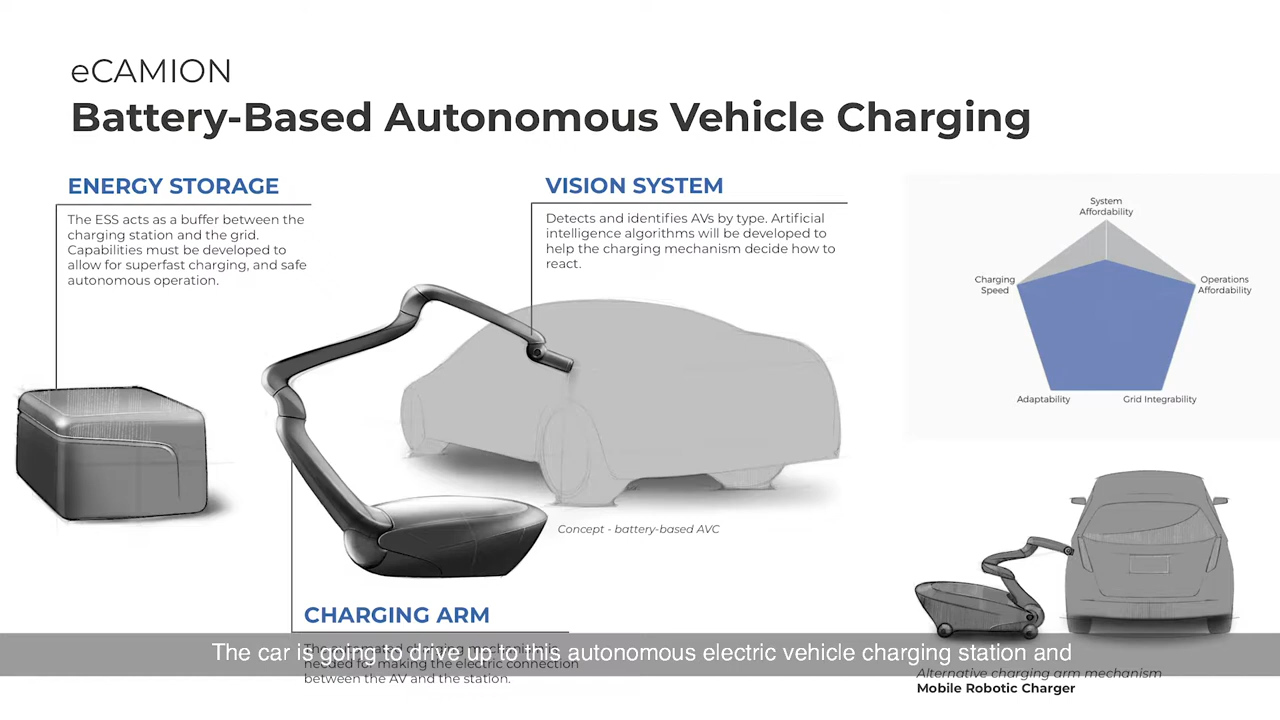 eCAMION
Battery-Based Autonomous Vehicle Charging
ENERGY STORAGE
The ESS acts as a buffer between the
charging station and the grid.
Capabilities must be developed to
allow for superfast charging, and safe
autonomous operation.
VISION SYSTEM
Detects and identifies AVs by type. Artificial
intelligence algorithms will be developed to
help the charging mechanism decide how to
react.
System
Affordability
Charging
Speed
Operations
Affordability
Adaptability
Grid Integrability
Concept - battery-based AVC
CHARGING ARM
needed for making the electric connection
between the AV and the station.
The car is going to drive up to this autonomous electric vehicle charging station and
Alternative charging arm mechanism
Mobile Robotic Charger